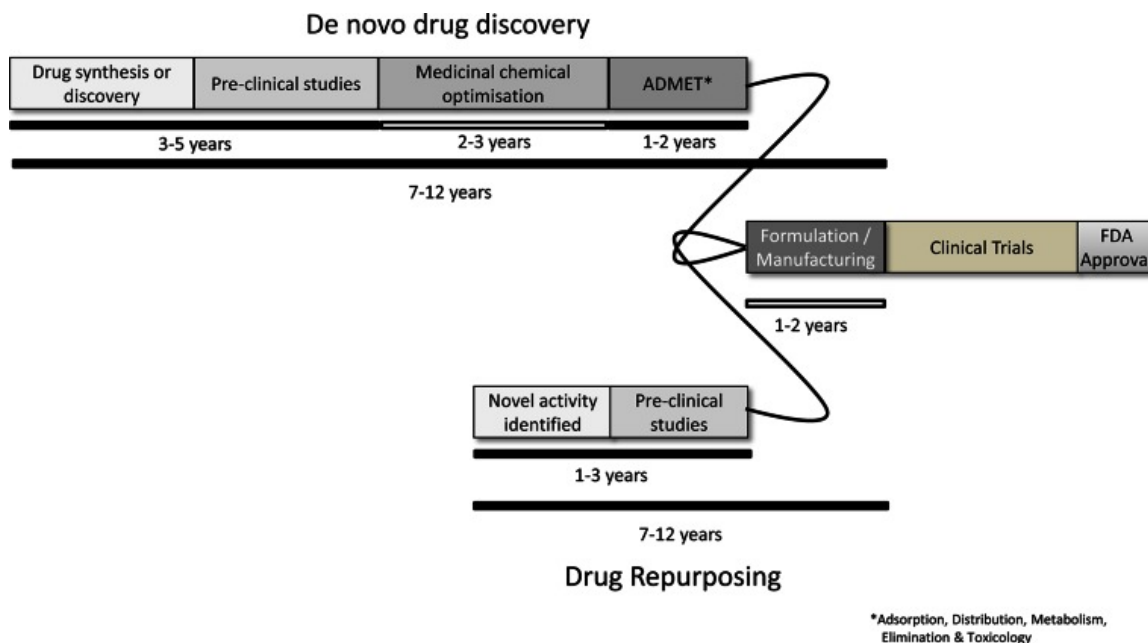 De novo drug discovery
Drug synthesis or
discovery
Pre-clinical studies
Medicinal chemical
optimisation
ADMET*
3-5 years
2-3 years
1-2 years
7-12 years
Formulation /
Manufacturing
Clinical Trials
FDA
Approval
1-2 years
Novel activity
identified
Pre-clinical
studies
1-3 years
7-12 years
Drug Repurposing
*Adsorption, Distribution, Metabolism,
Elimination & Toxicology